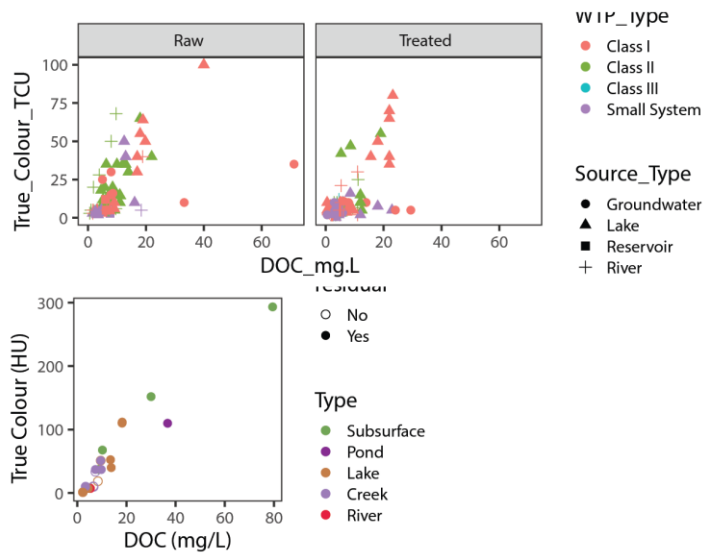 WTP_Type
Raw
Treated
Class I
Class II
Class III
Small System
True_Colour_TCU
100
75
50
25
0
0
20
40
60
0
20
40
60
DOC_mg.L
Source_Type
Groundwater
Lake
Reservoir
River
residual
No
Yes
True Colour (HU)
300
200
100
0
0
20
40
60
80
DOC (mg/L)
Type
Subsurface
Pond
Lake
Creek
River